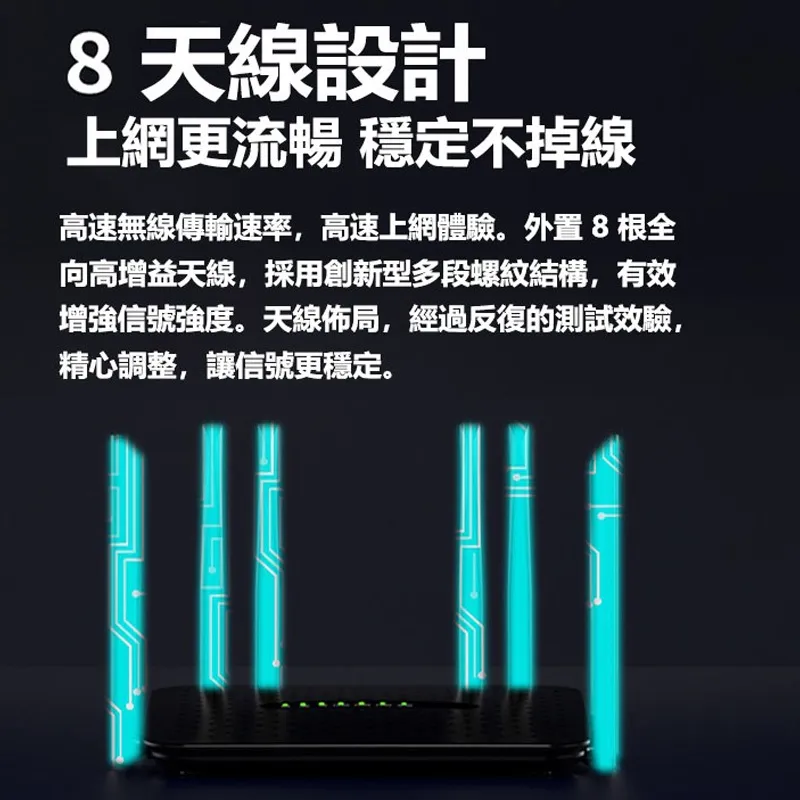 8 天線設計
上網更流暢 穩定不掉線
高速無線傳輸速率，高速上網體驗。外置 8 根全
向高增益天線，採用創新型多段螺紋結構，有效
增強信號強度。天線佈局，經過反復的測試效驗，
精心調整，讓信號更穩定。